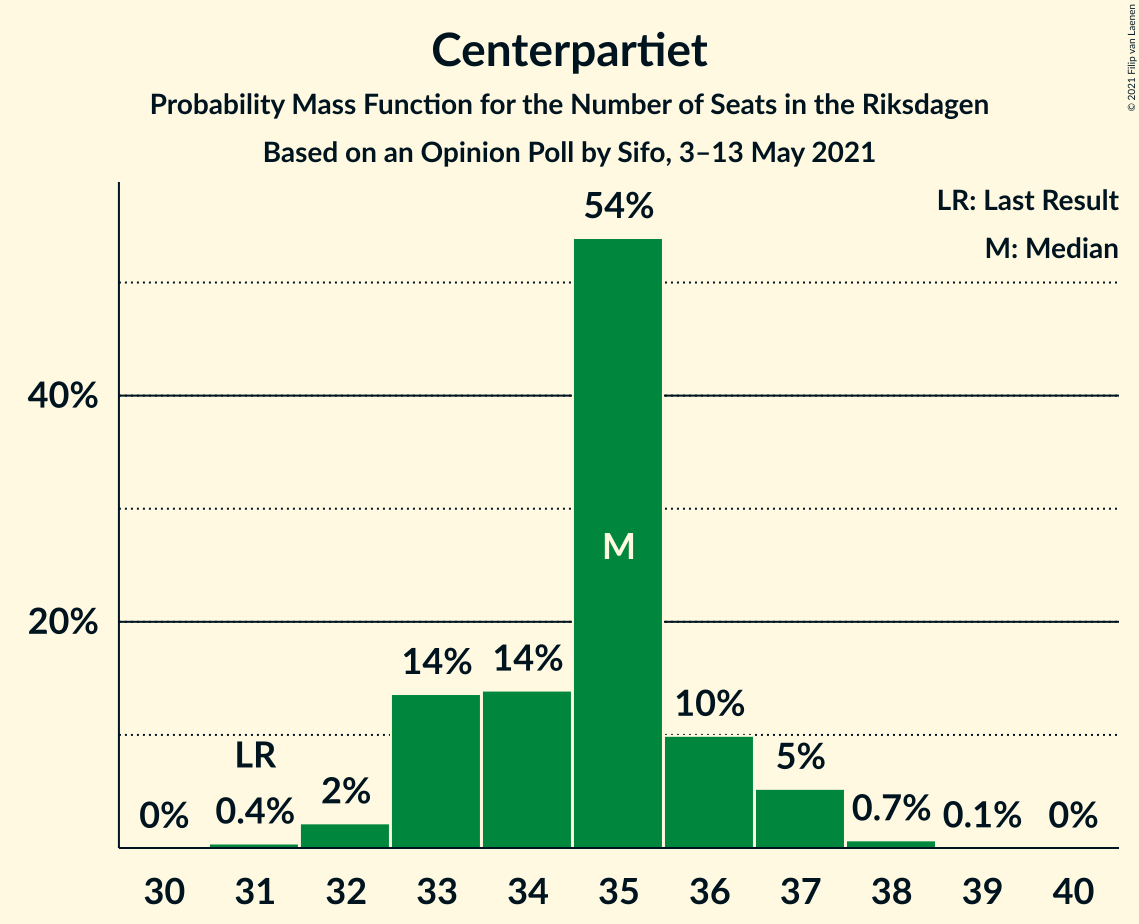 Centerpartiet
Probability Mass Function for the Number of Seats in the Riksdagen
Based on an Opinion Poll by Sifo, 3–13 May 2021
© 2021 Filip van Laenen
LR: Last Result
M: Median
54%
40%
M
20%
14%
14%
10%
LR
5%
2%
0%
0.4%
0.7%
0.1%
0%
30 31 32 33 34 35 36 37 38 39 40